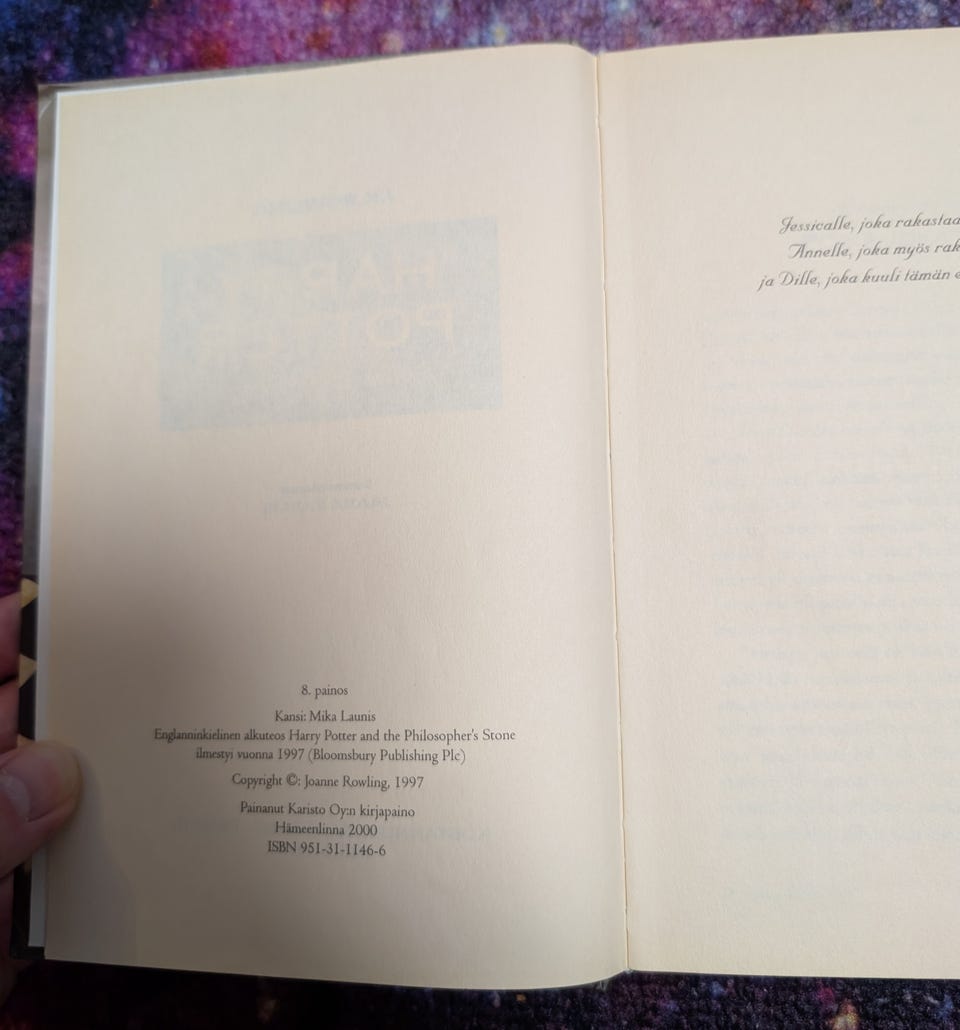 8. painos
Kansi: Mika Launis
Englanninkielinen alkuteos Harry Potter and the Philosopher's Stone
ilmestyi vuonna 1997 (Bloomsbury Publishing Plc)
Copyright ©: Joanne Rowling, 1997
Painanut Karisto Oy:n kirjapaino
Hämeenlinna 2000
ISBN 951-31-1146-6
Jessicalle, joka rakastaa
Annelle, joka myös rak
ja Dille, joka kuuli tämän e